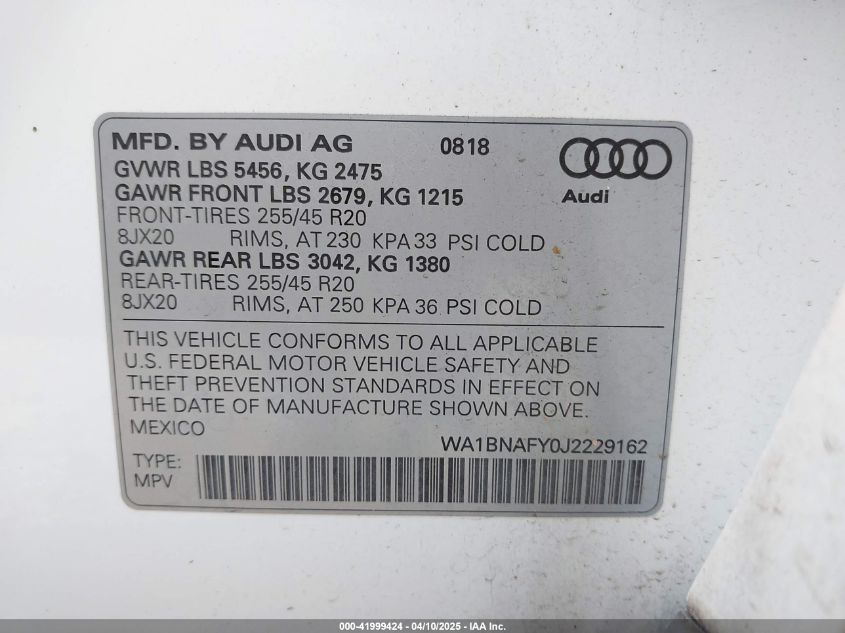 MFD. BY AUDI AG 0818
GVWR LBS 5456, KG 2475
GAWR FRONT LBS 2679, KG 1215
Audi
FRONT-TIRES 255/45 R20
8JX20 RIMS, AT 230 KPA 33 PSI COLD
GAWR REAR LBS 3042, KG 1380
REAR-TIRES 255/45 R20
8JX20 RIMS, AT 250 KPA 36 PSI COLD
THIS VEHICLE CONFORMS TO ALL APPLICABLE
U.S. FEDERAL MOTOR VEHICLE SAFETY AND
THEFT PREVENTION STANDARDS IN EFFECT ON
THE DATE OF MANUFACTURE SHOWN ABOVE.
MEXICO
WA1BNAFY0J2229162
TYPE:
MPV
000-41999424 - 04/10/2025 - IAA Inc.